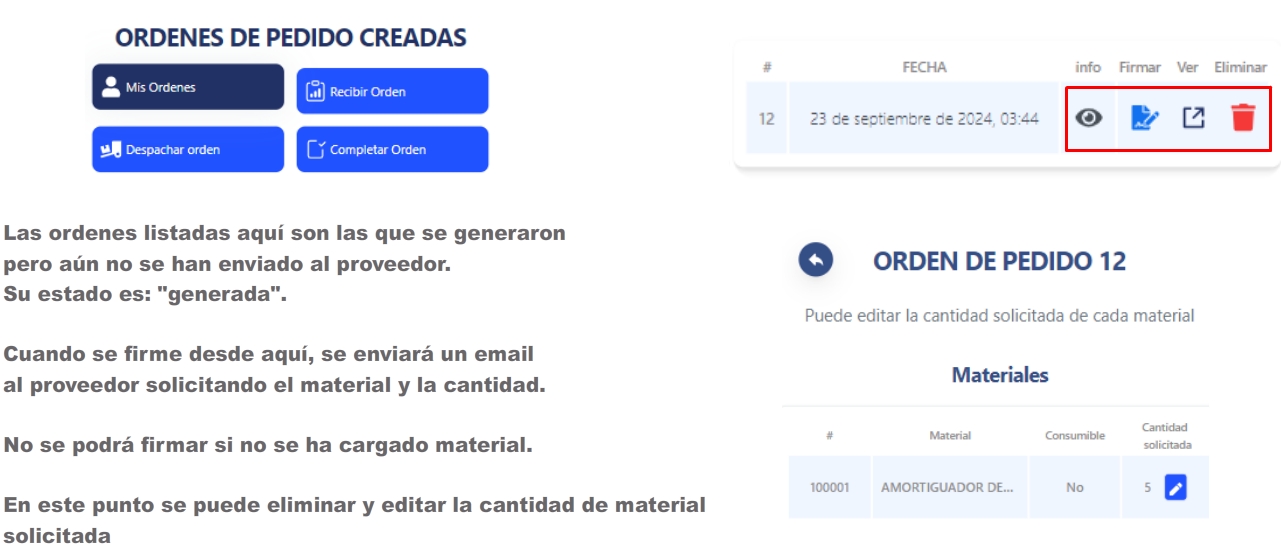 ORDENES DE PEDIDO CREADAS
Mis Ordenes
Recibir Orden
Despachar orden
Completar Orden
Las ordenes listadas aquí son las que se generaron
pero aún no se han enviado al proveedor.
Su estado es: "generada".
Cuando se firme desde aquí, se enviará un email
al proveedor solicitando el material y la cantidad.
No se podrá firmar si no se ha cargado material.
En este punto se puede eliminar y editar la cantidad de material
solicitada
# FECHA info Firmar Ver Eliminar
12 23 de septiembre de 2024, 03:44
ORDEN DE PEDIDO 12
Puede editar la cantidad solicitada de cada material
Materiales
# Material Consumible Cantidad
solicitada
100001 AMORTIGUADOR DE... No 5